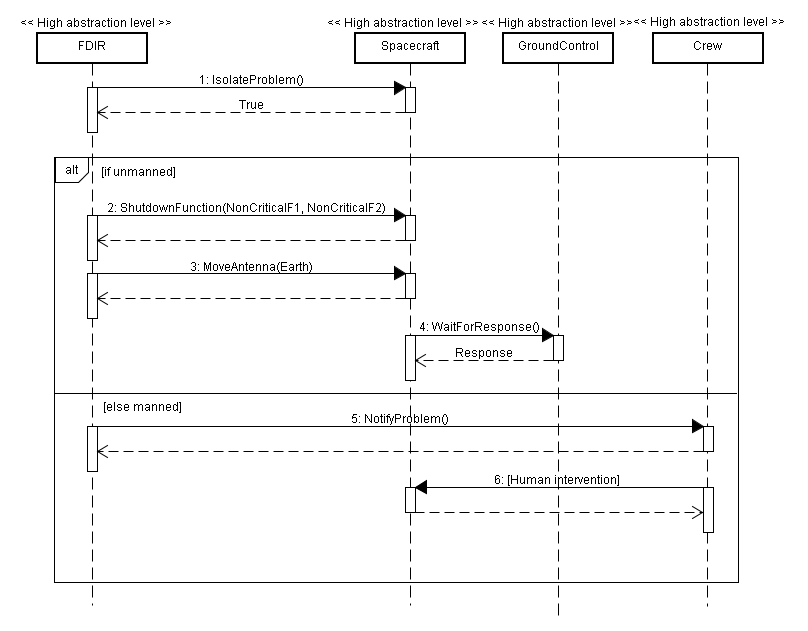 << High abstraction level >> << High abstraction level >> << High abstraction level >> << High abstraction level >>
FDIR Spacecraft GroundControl Crew
1: IsolateProblem()
True
alt [if unmanned]
2: ShutdownFunction(NonCriticalF1, NonCriticalF2)
3: MoveAntenna(Earth)
4: WaitForResponse()
Response
[else manned]
5: NotifyProblem()
6: [Human intervention]